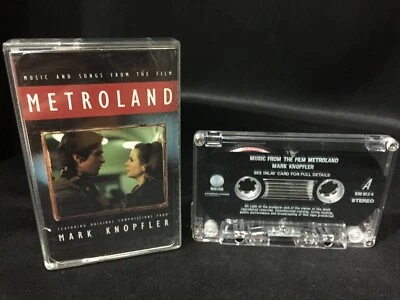 MUSIC AND SONGS FROM THE FILM
METROLAND
FEATURING ORIGINAL COMPOSITIONS FROM
MARK KNOPFLER
MUSIC FROM THE FILM METROLAND
MARK KNOPFLER
SEE INLAY CARD FOR FULL DETAILS
A
STEREO